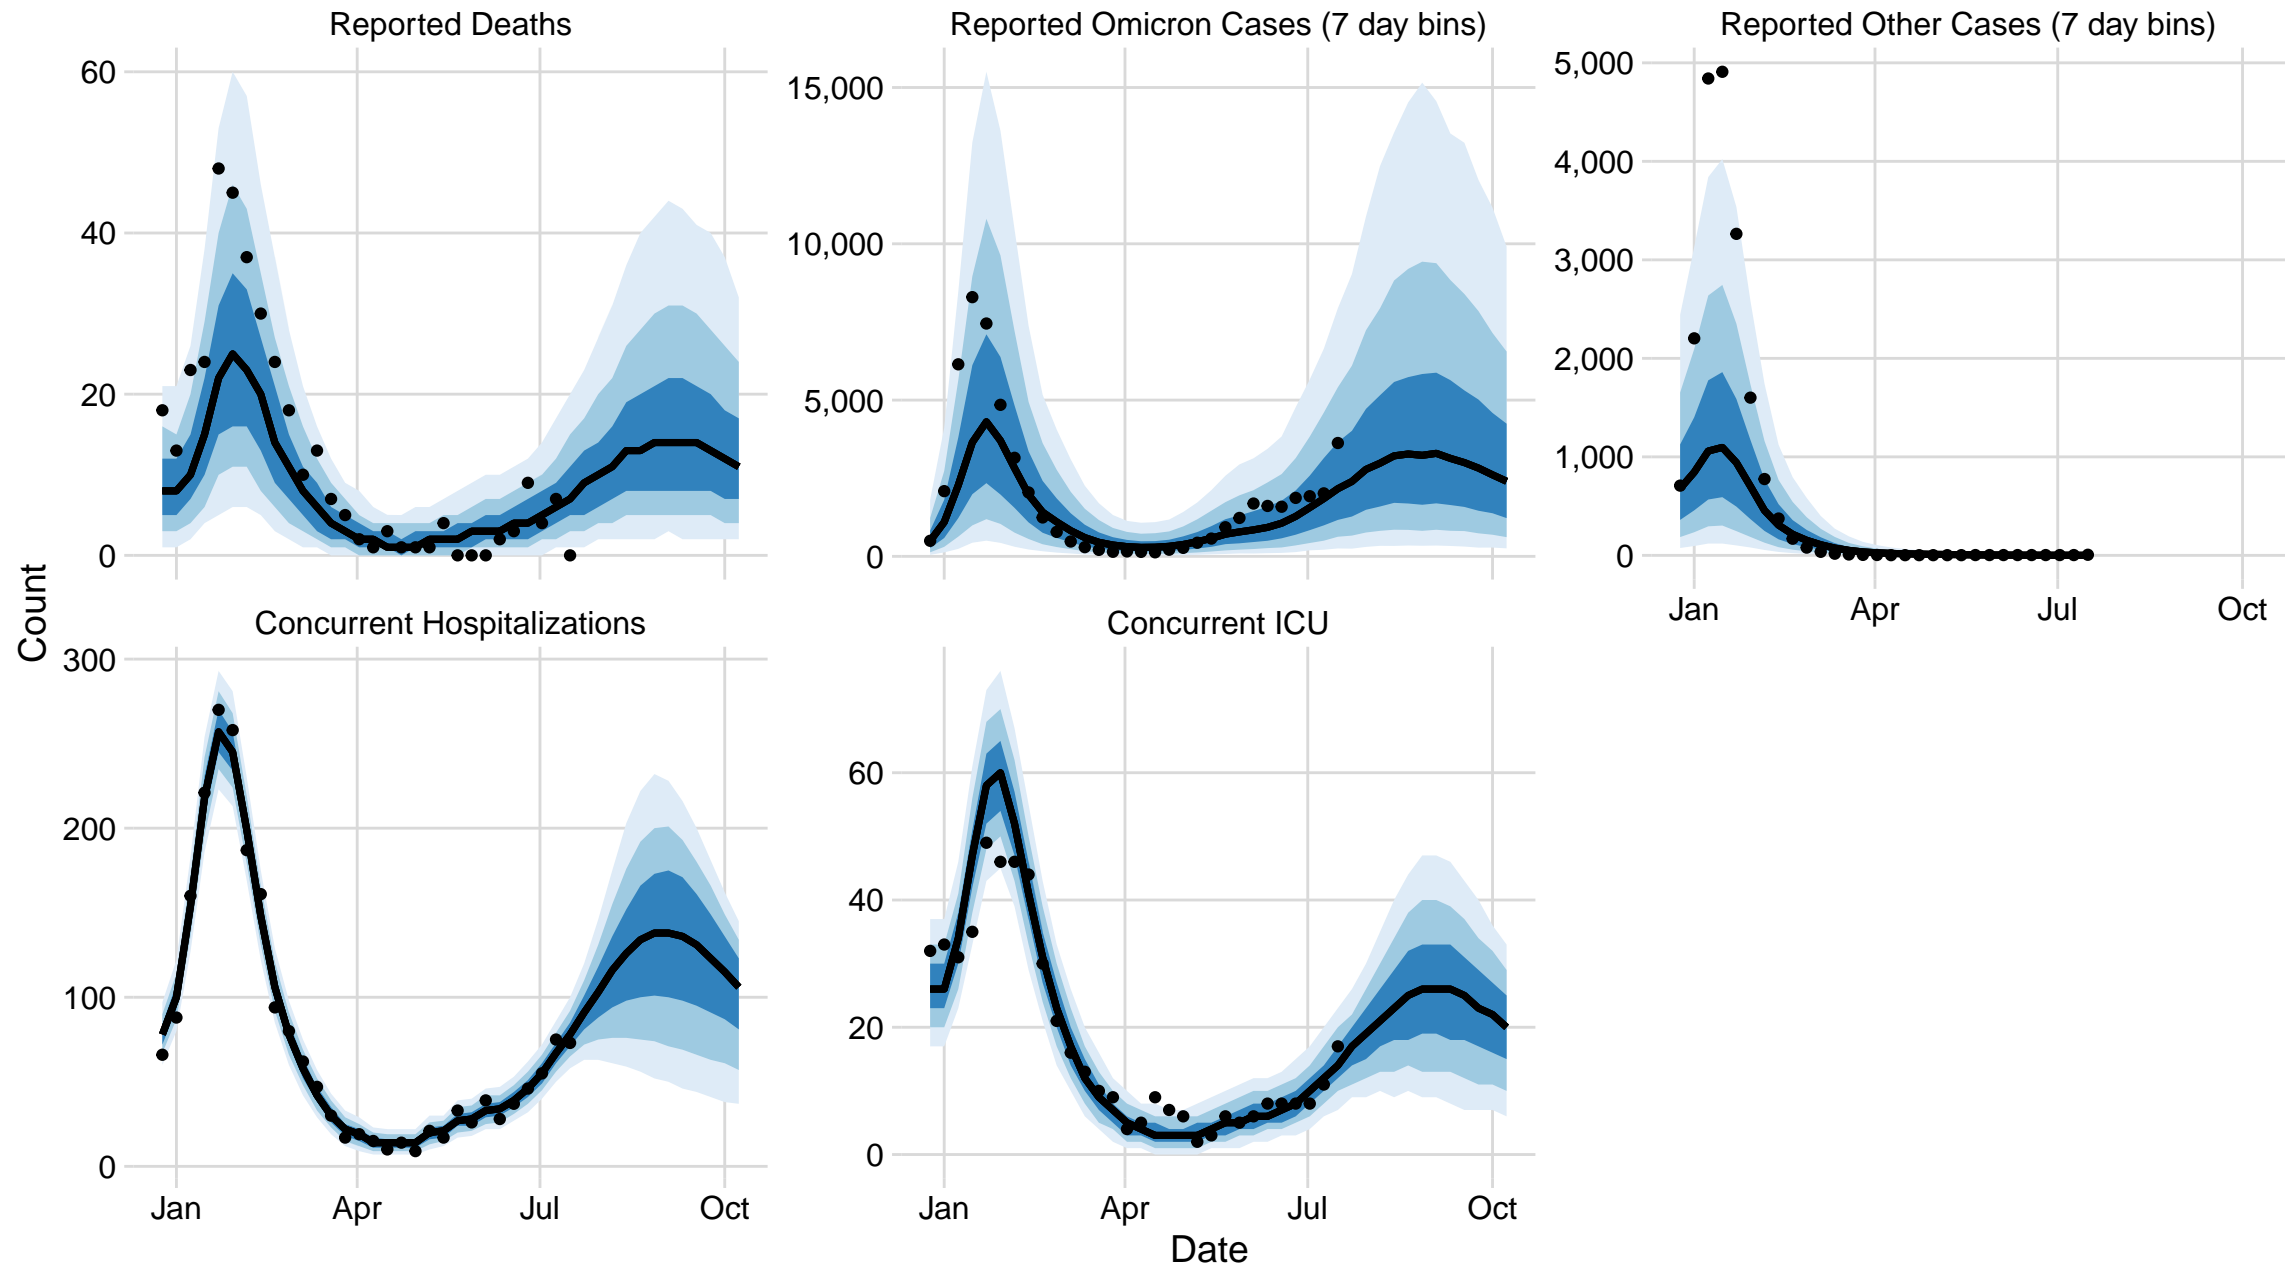 Reported Deaths
Reported Omicron Cases (7 day bins)
Reported Other Cases (7 day bins)
60
40
20
0
15,000
10,000
5,000
0
5,000
4,000
3,000
2,000
1,000
0
Jan Apr Jul Oct
Count
Concurrent Hospitalizations
Concurrent ICU
300
200
100
0
60
40
20
0
Jan Apr Jul Oct
Jan Apr Jul Oct
Date